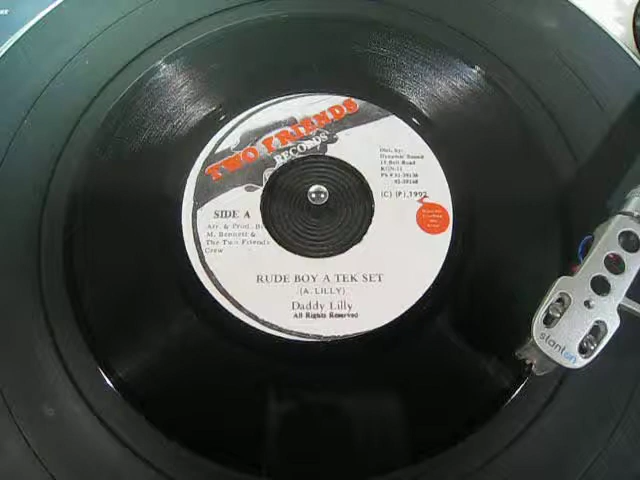 TWO FRIENDS
RECORDS
Dist. by:
Dynamic Sound
15 Bell Road
KGN-11
(C) (P) 1992
SIDE A
Arr. & Prod. By
M. Bennett &
The Two Friends
Crew
RUDE BOY A TEK SET
(A. LILLY)
Daddy Lilly
All Rights Reserved
stanton